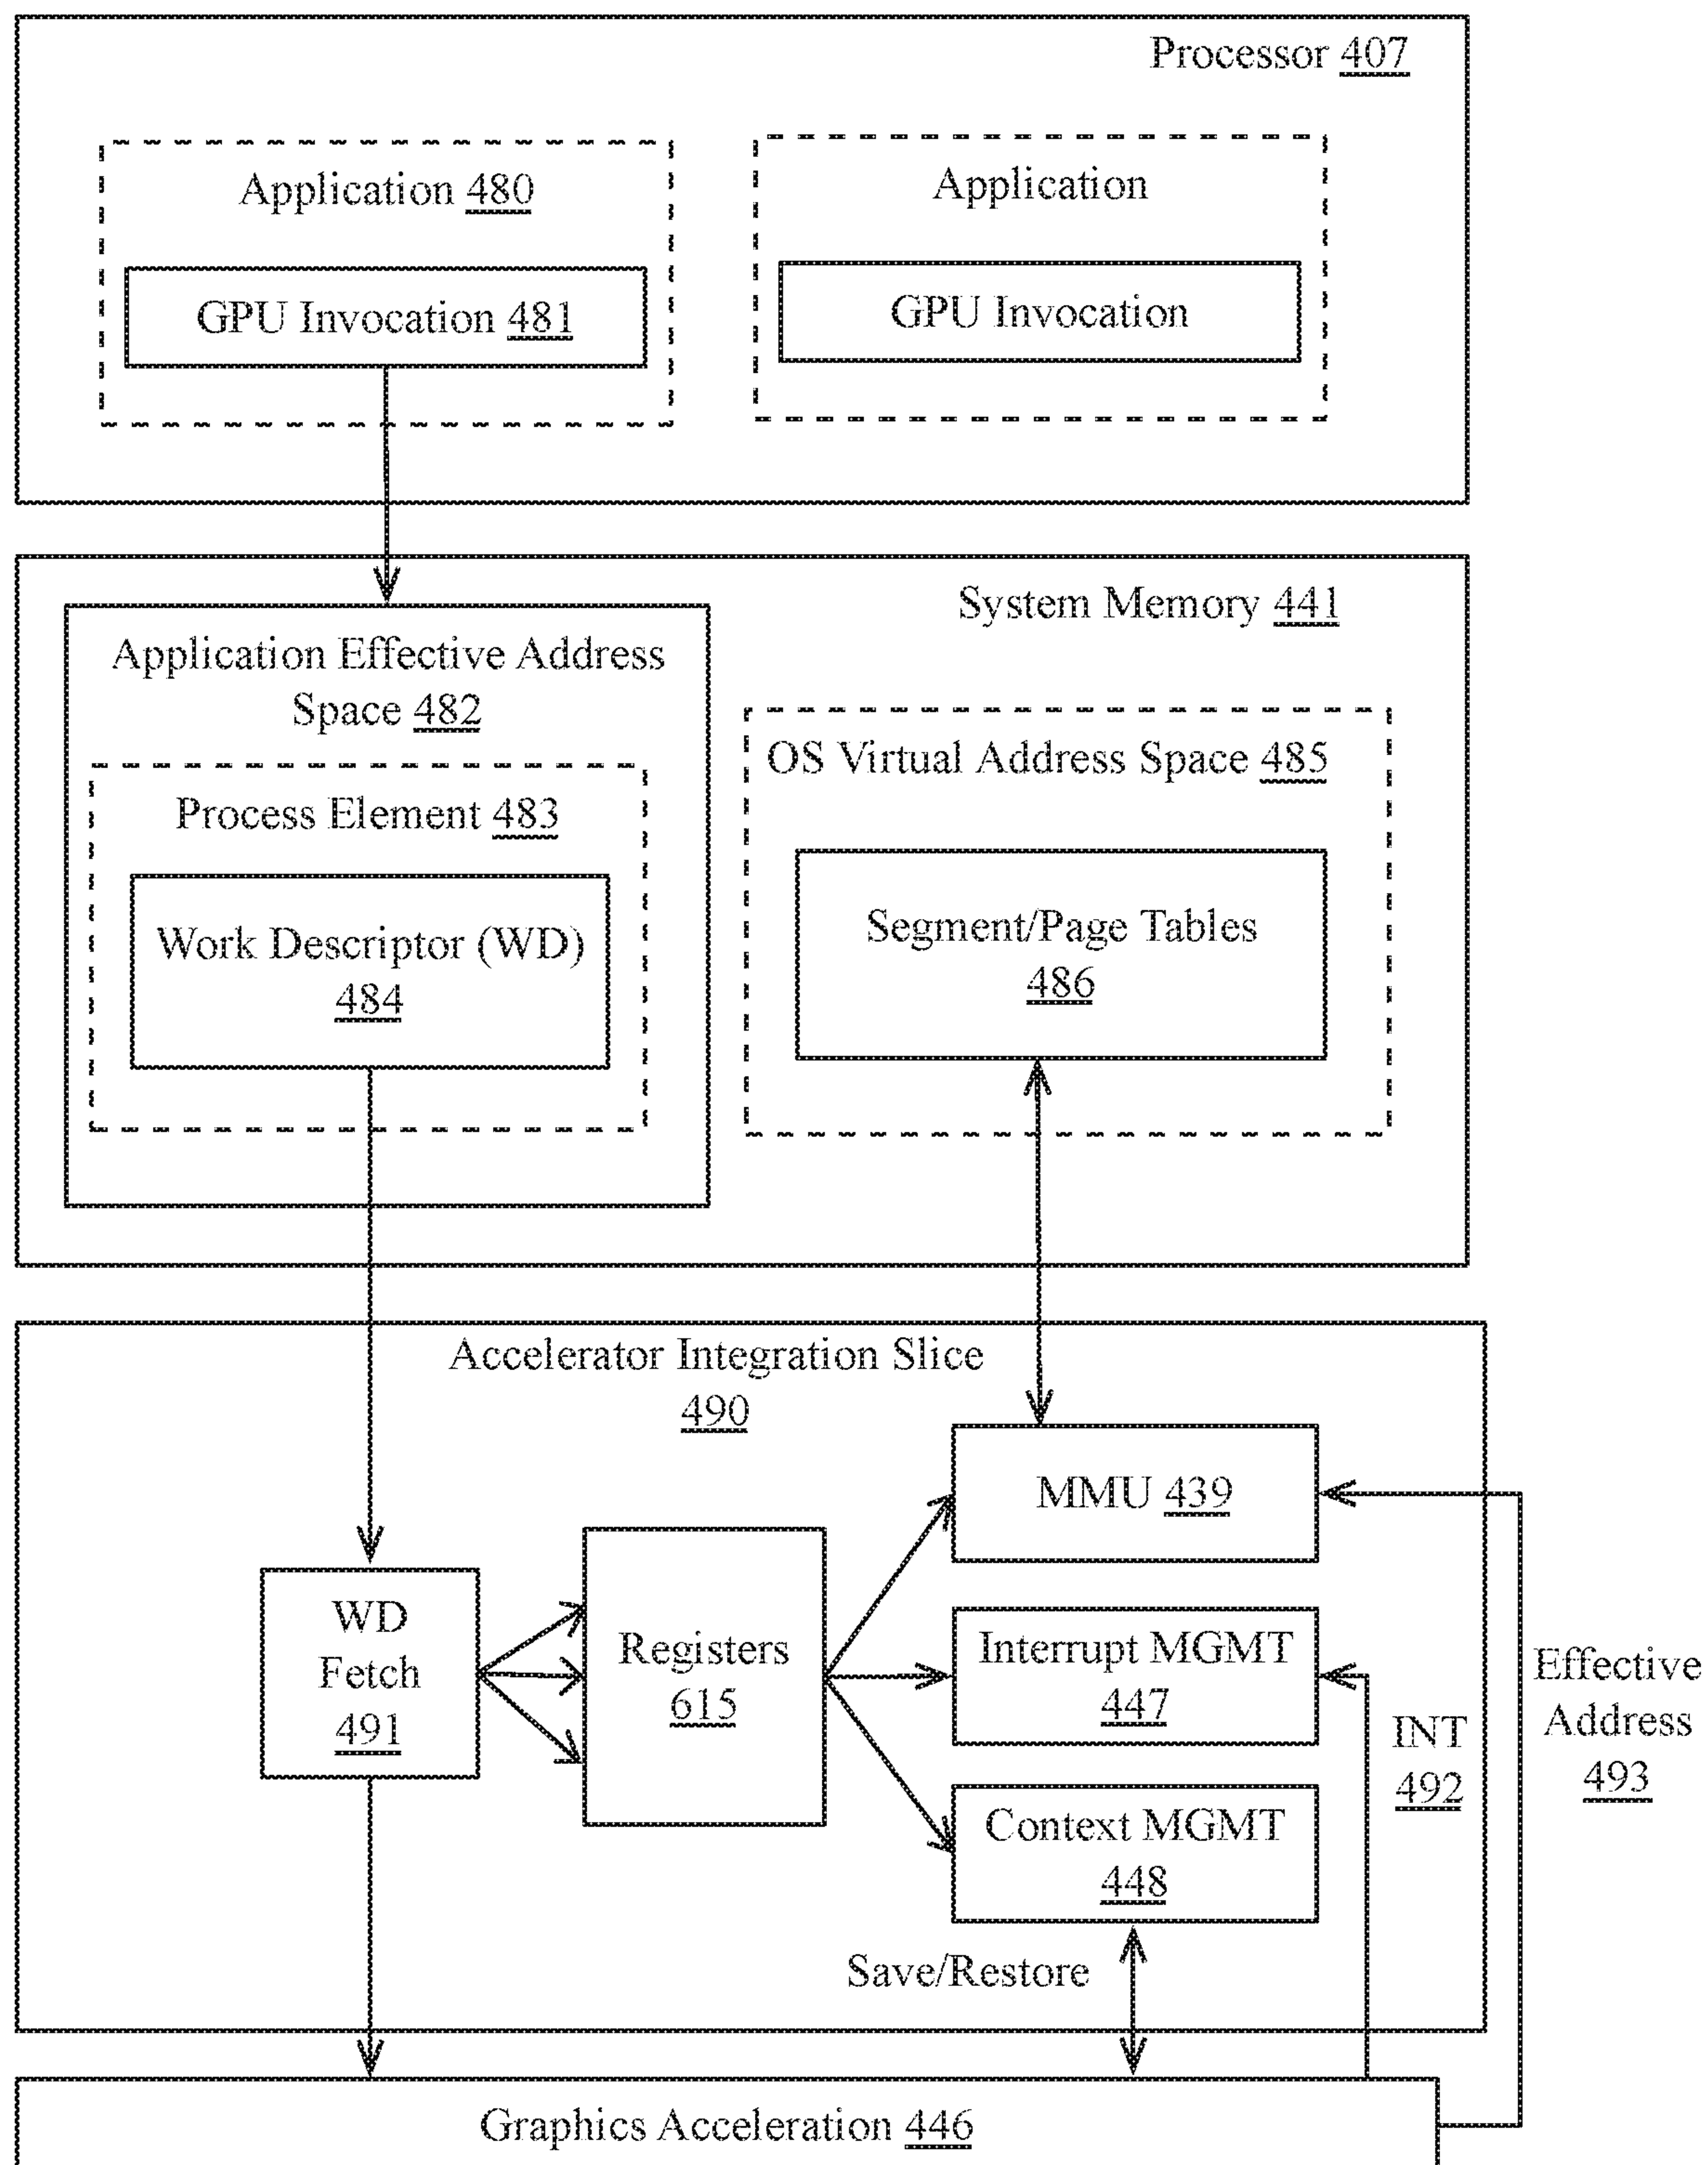 Processor 407
Application 480
Application
GPU Invocation 481
GPU Invocation
System Memory 441
Application Effective Address
Space 482
OS Virtual Address Space 485
Process Element 483
Segment/Page Tables
486
Work Descriptor (WD)
484
Accelerator Integration Slice
490
MMU 439
WD
Fetch
491
Registers
615
Interrupt MGMT
447
Effective
Address
493
INT
492
Context MGMT
448
Save/Restore
Graphics Acceleration 446